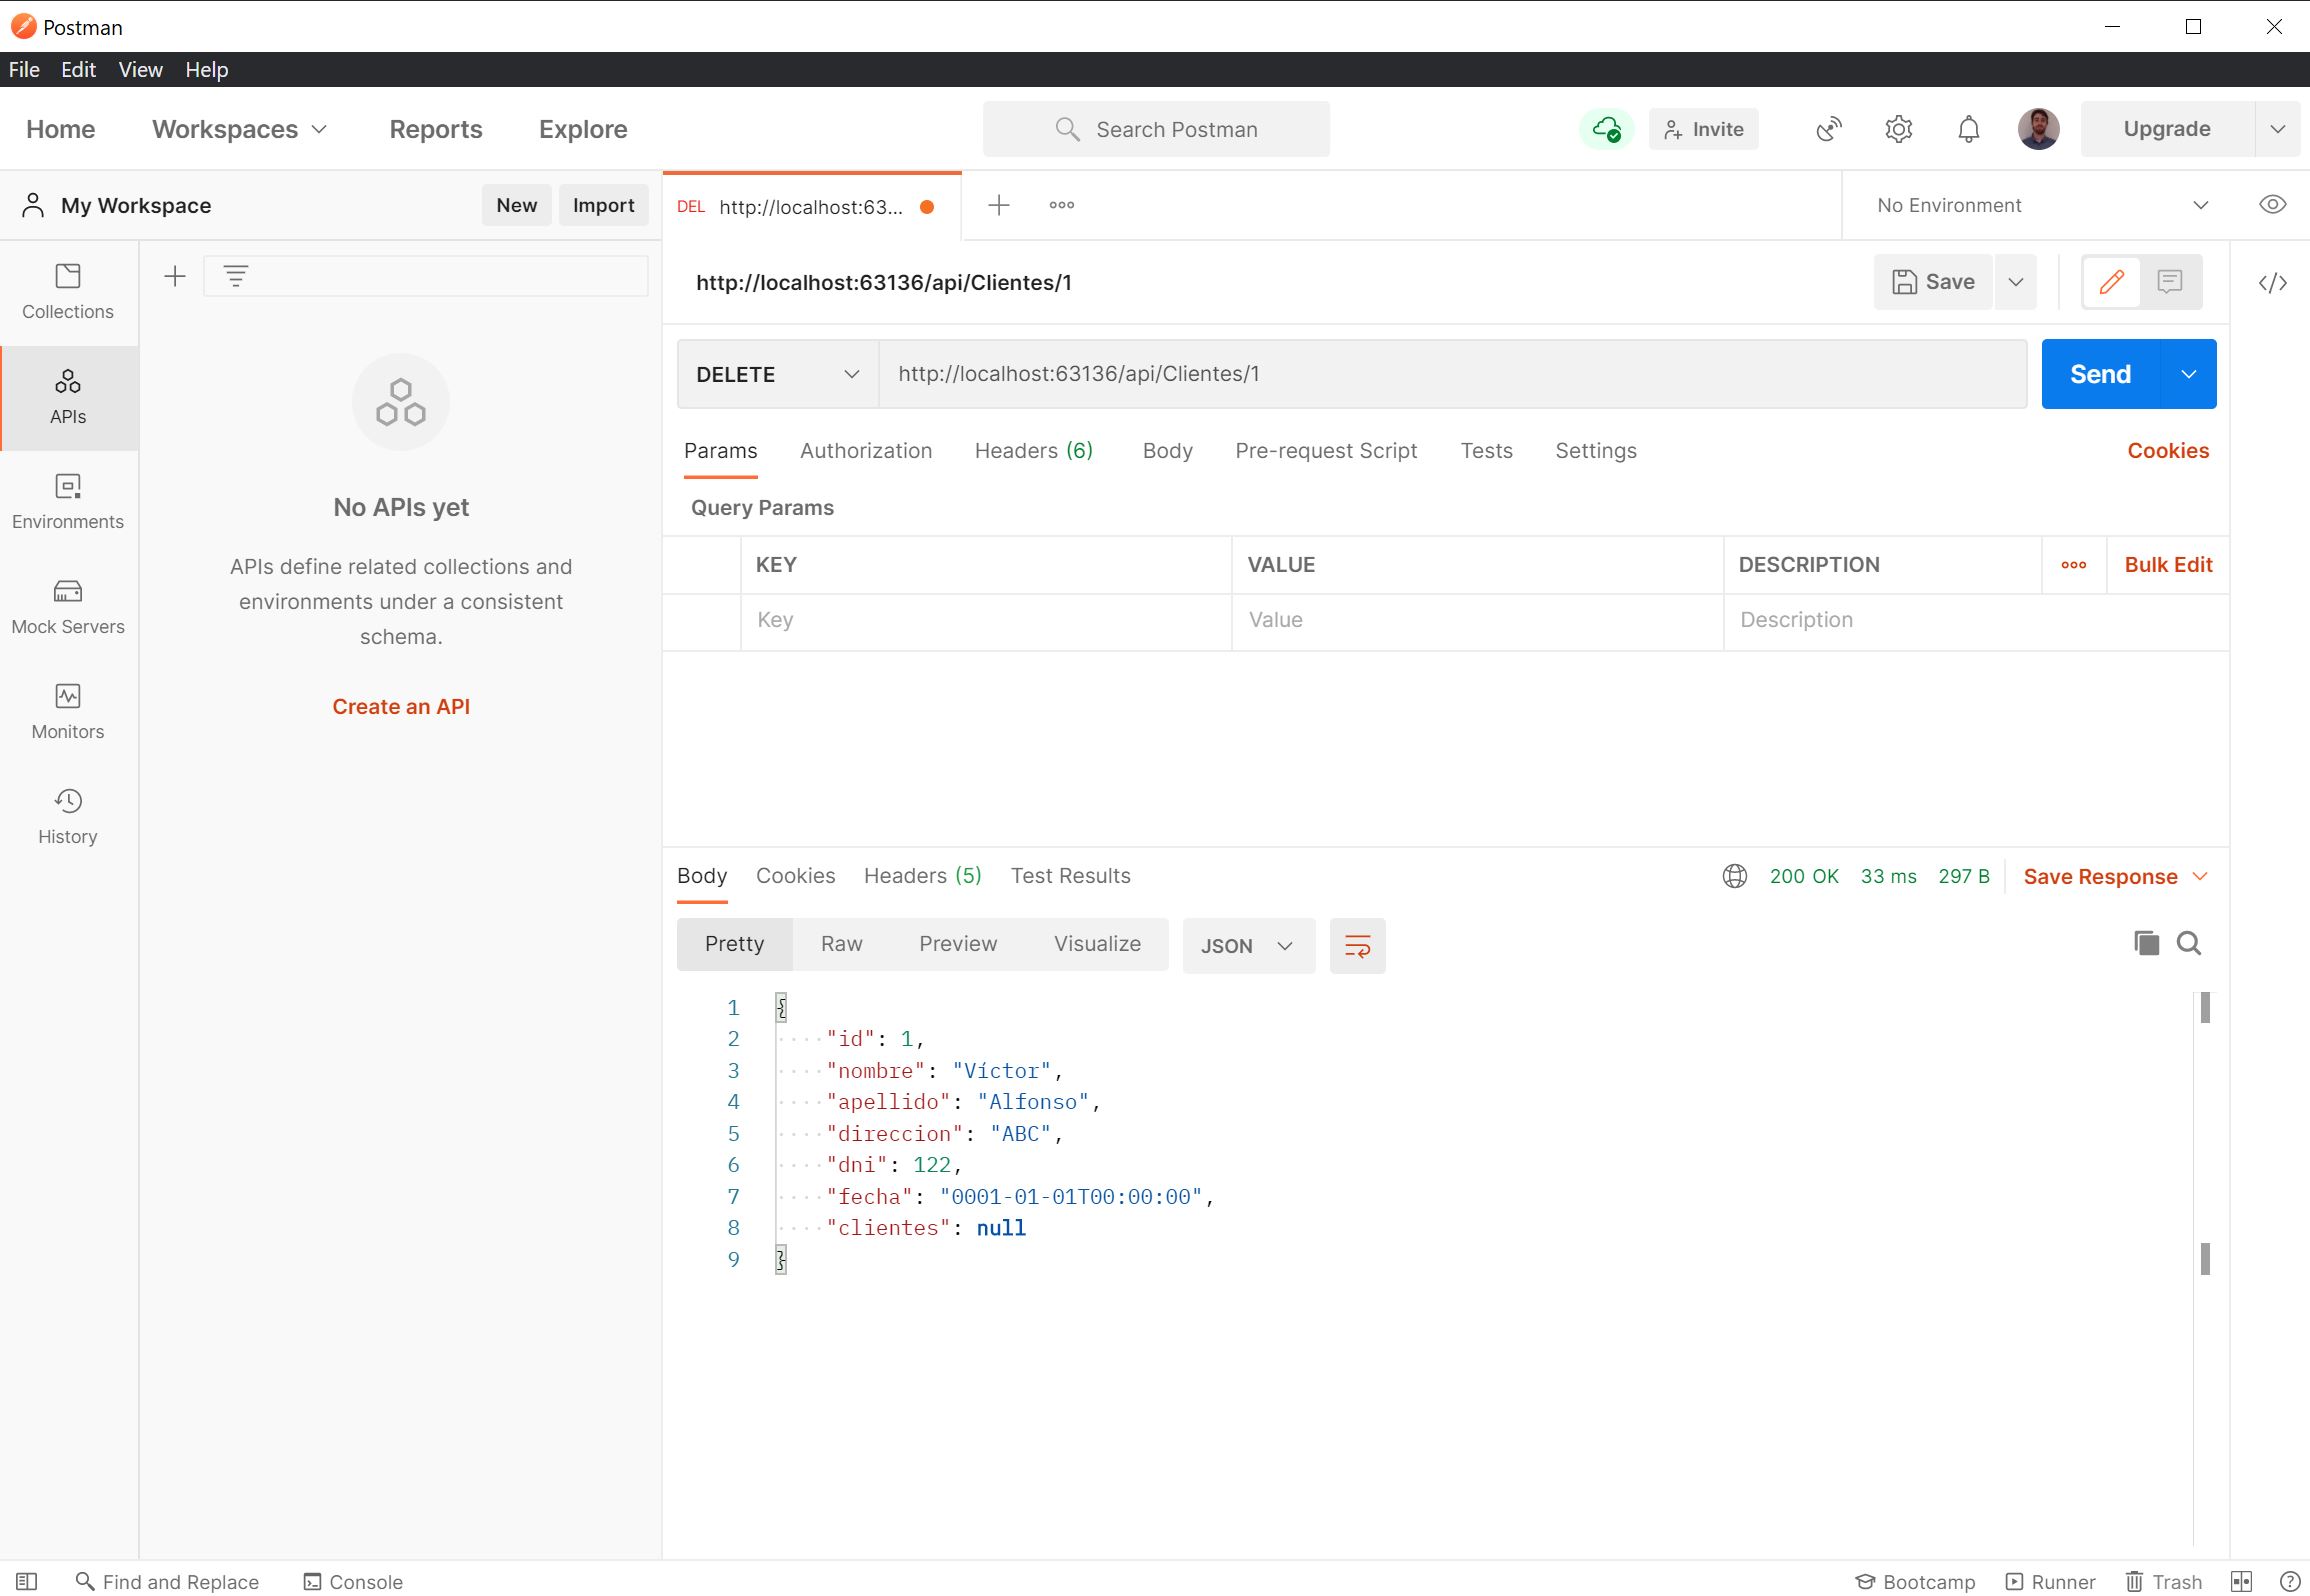 Postman
File Edit View Help
Home Workspaces Reports Explore Search Postman Invite Upgrade
My Workspace New Import DEL http://localhost:63... No Environment
http://localhost:63136/api/Clientes/1 Save
Collections
APIs
Environments
Mock Servers
Monitors
History
No APIs yet
APIs define related collections and
environments under a consistent
schema.
Create an API
DELETE http://localhost:63136/api/Clientes/1 Send
Params Authorization Headers (6) Body Pre-request Script Tests Settings Cookies
Query Params
KEY VALUE DESCRIPTION Bulk Edit
Key Value Description
Body Cookies Headers (5) Test Results 200 OK 33 ms 297 B Save Response
Pretty Raw Preview Visualize JSON
1 {
2 "id": 1,
3 "nombre": "Víctor",
4 "apellido": "Alfonso",
5 "direccion": "ABC",
6 "dni": 122,
7 "fecha": "0001-01-01T00:00:00",
8 "clientes": null
9 }
Find and Replace Console Bootcamp Runner Trash